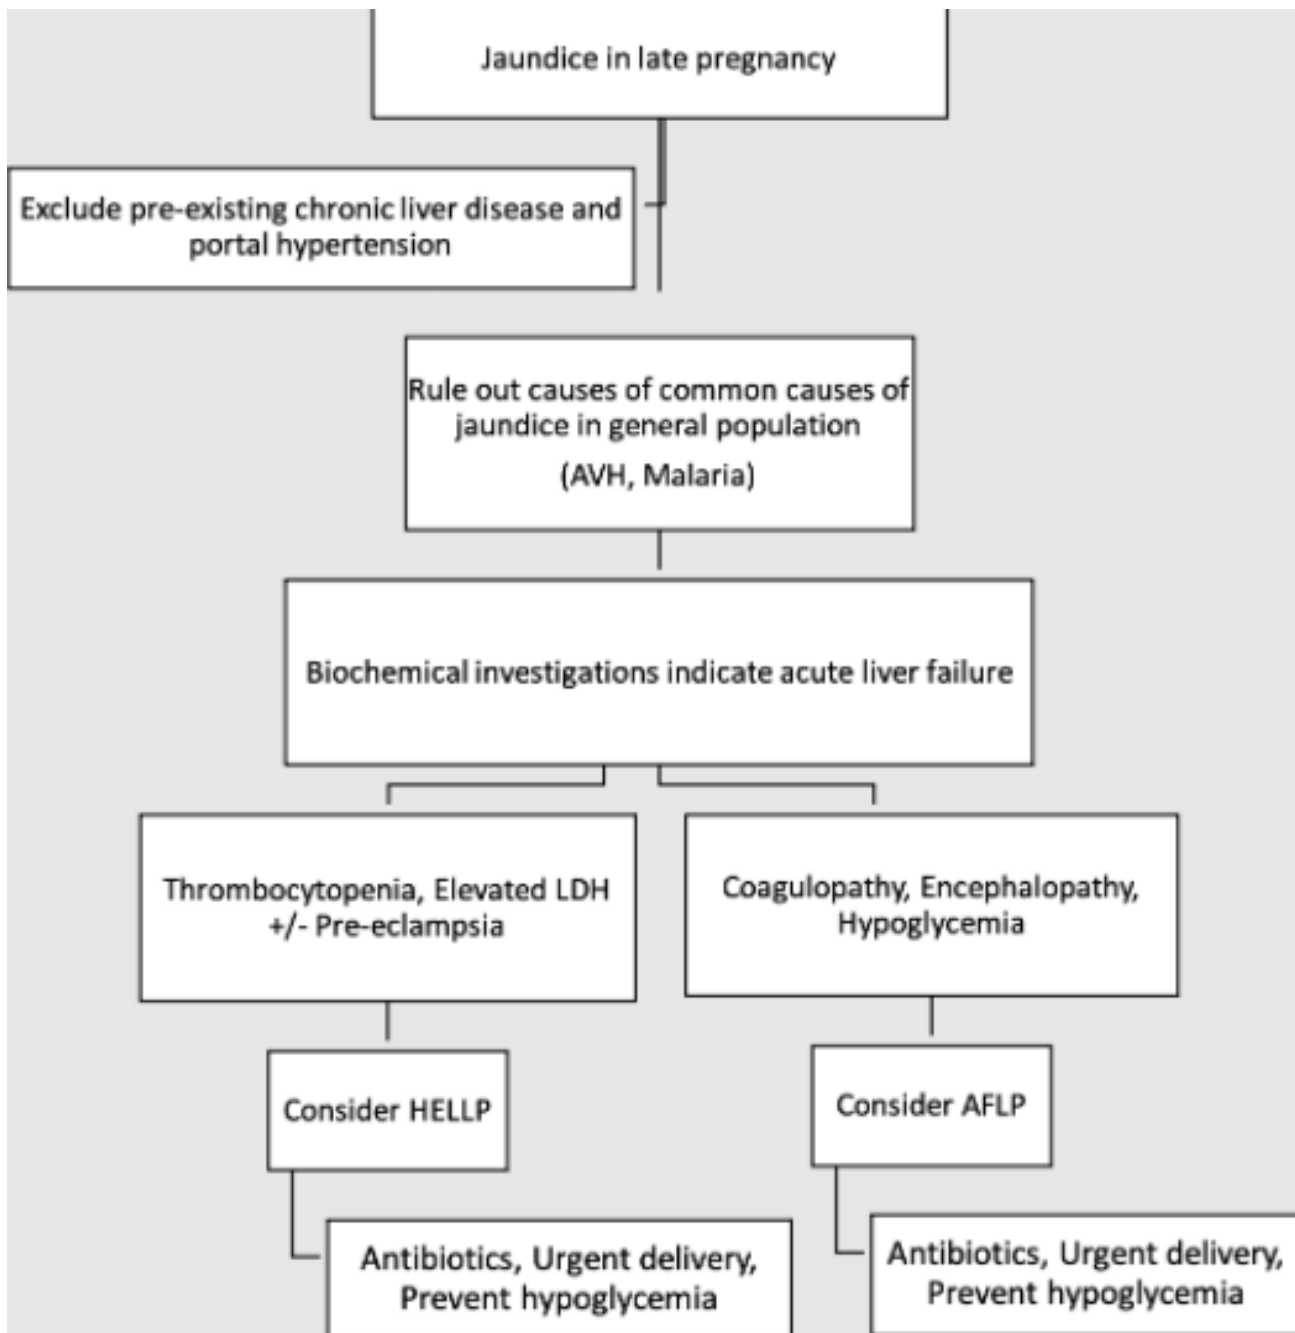 Jaundice in late pregnancy
Exclude pre-existing chronic liver disease and
portal hypertension
Rule out causes of common causes of
jaundice in general population
(AVH, Malaria)
Biochemical investigations indicate acute liver failure
Thrombocytopenia, Elevated LDH
+/- Pre-eclampsia
Coagulopathy, Encephalopathy,
Hypoglycemia
Consider HELLP
Consider AFLP
Antibiotics, Urgent delivery,
Prevent hypoglycemia
Antibiotics, Urgent delivery,
Prevent hypoglycemia